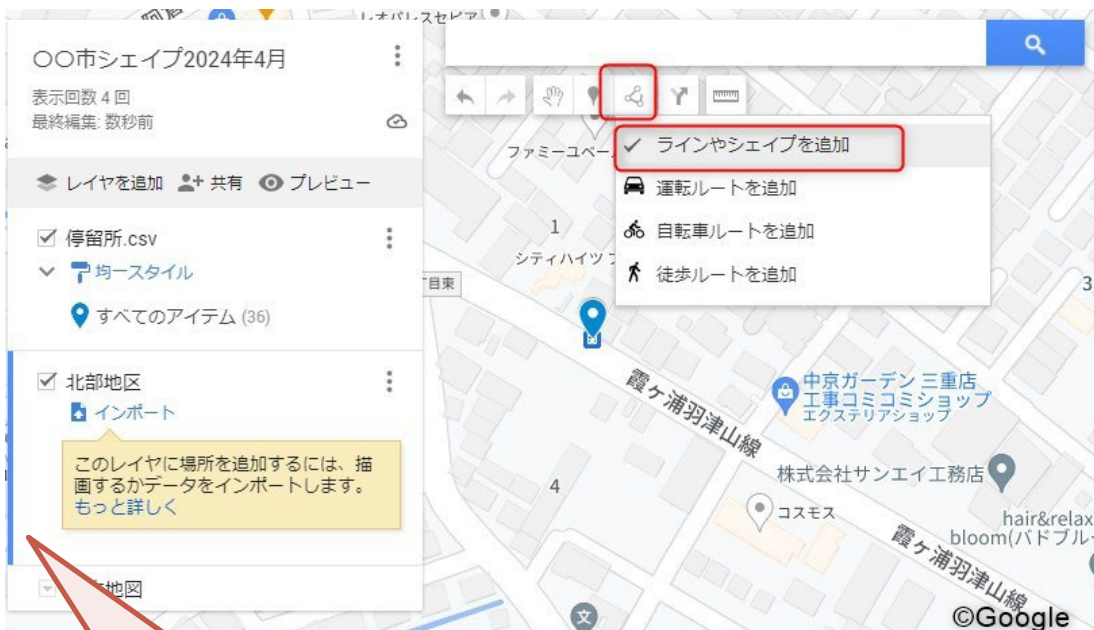 レオパレスセピア
〇〇市シェイプ2024年4月
表示回数 4 回
最終編集: 数秒前
レイヤを追加 共有 プレビュー
停留所.csv
均一スタイル
すべてのアイテム (36)
北部地区
インポート
このレイヤに場所を追加するには、描
画するかデータをインポートします。
もっと詳しく
地図
ラインやシェイプを追加
運転ルートを追加
自転車ルートを追加
徒歩ルートを追加
ファミーユベー
1
シティハイツ
目東
3
霞ヶ浦羽津山線
中京ガーデン 三重店
工事コミコミショップ
エクステリアショップ
株式会社サンエイ工務店
4
コスモス
hair&relax
bloom(バドブル
霞ヶ浦羽津山線
文
©Google